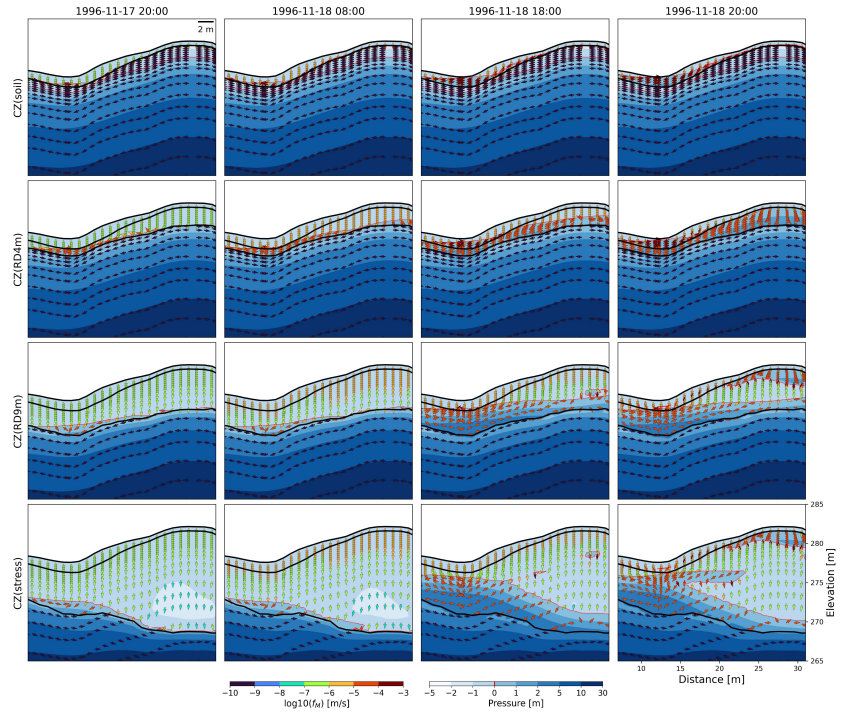 1996-11-17 20:00 1996-11-18 08:00 1996-11-18 18:00 1996-11-18 20:00
2 m
CZ(soil)
CZ(RD4m)
CZ(RD9m)
CZ(stress)
285
280
275
270
265
Elevation [m]
10 15 20 25 30
Distance [m]
−10 −9 −8 −7 −6 −5 −4 −3
log10(f_M) [m/s]
−5 −2 −1 0 1 2 5 10 30
Pressure [m]